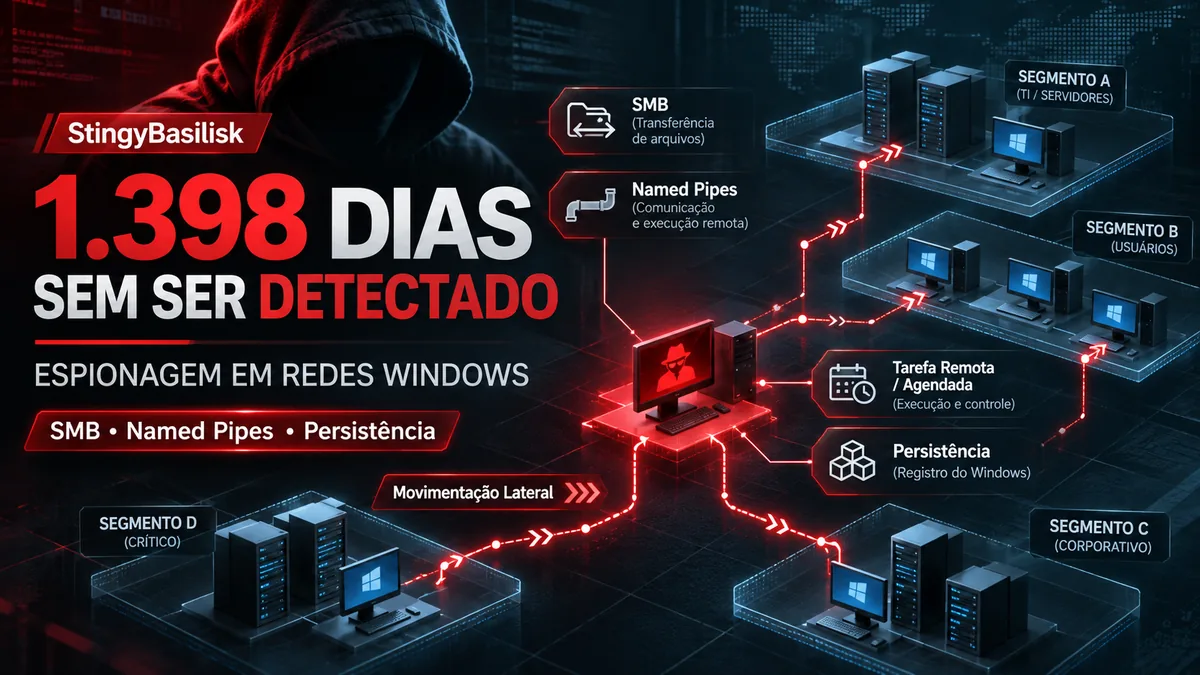 StingyBasilisk
1.398 DIAS
SEM SER DETECTADO
ESPIONAGEM EM REDES WINDOWS
SMB • Named Pipes • Persistência
SMB
(Transferência
de arquivos)
Named Pipes
(Comunicação
e execução remota)
SEGMENTO A
(TI / SERVIDORES)
SEGMENTO B
(USUÁRIOS)
Tarefa Remota
/ Agendada
(Execução e controle)
Persistência
(Registro do Windows)
Movimentação Lateral
SEGMENTO D
(CRÍTICO)
SEGMENTO C
(CORPORATIVO)